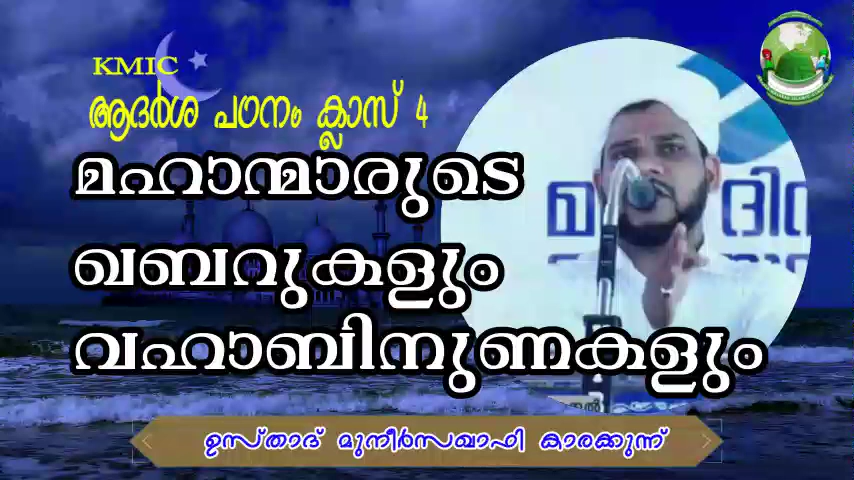 KMIC
ആദർശ പഠനം ക്ലാസ് 4
മഹാന്മാരുടെ
ഖബറുകളും
വഹാബിനുണകളും
ഉസ്താദ് മുനീർസഖാഫി കാരക്കുന്ന്